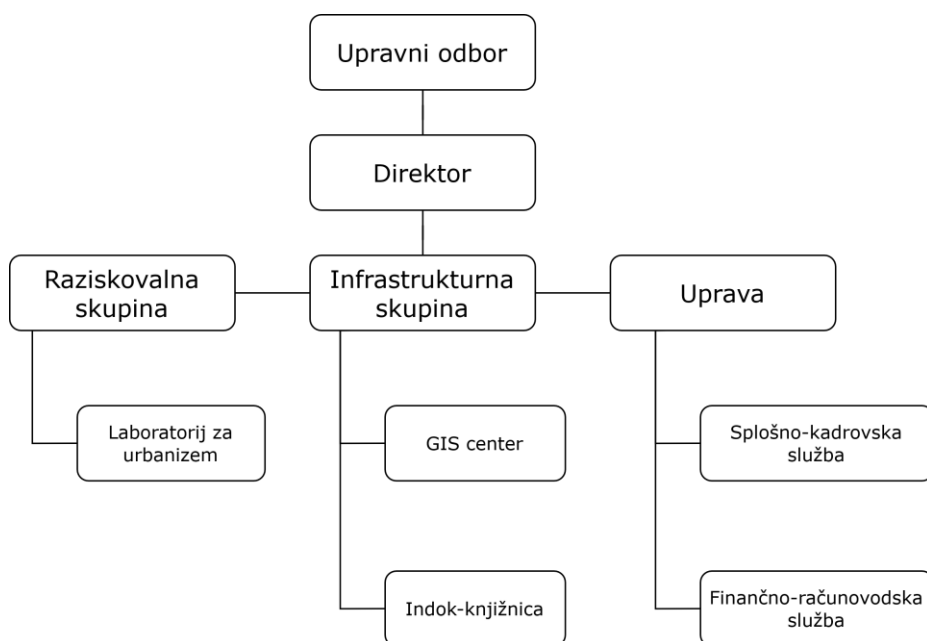 Upravni odbor
Direktor
Raziskovalna
skupina
Infrastrukturna
skupina
Uprava
Laboratorij za
urbanizem
GIS center
Splošno-kadrovska
služba
Indok-knjižnica
Finančno-računovodska
služba